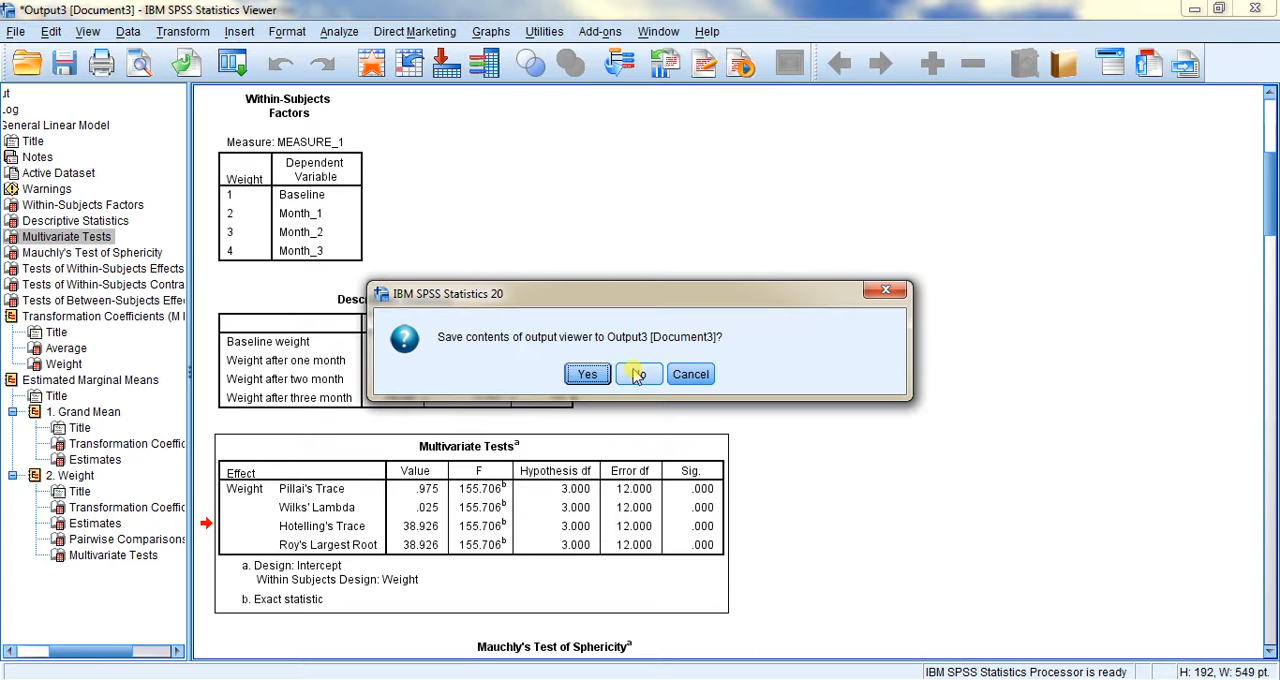 *Output3 [Document3] - IBM SPSS Statistics Viewer
File Edit View Data Transform Insert Format Analyze Direct Marketing Graphs Utilities Add-ons Window Help
ut
Log
General Linear Model
Title
Notes
Active Dataset
Warnings
Within-Subjects Factors
Descriptive Statistics
Multivariate Tests
Mauchly's Test of Sphericity
Tests of Within-Subjects Effects
Tests of Within-Subjects Contra
Tests of Between-Subjects Effe
Transformation Coefficients (M
Title
Average
Weight
Estimated Marginal Means
Title
1. Grand Mean
Title
Transformation Coeffic
Estimates
2. Weight
Title
Transformation Coeffic
Estimates
Pairwise Comparisons
Multivariate Tests
Within-Subjects
Factors
Measure: MEASURE_1
Weight Dependent Variable
1 Baseline
2 Month_1
3 Month_2
4 Month_3
Desc
Baseline weight
Weight after one month
Weight after two month
Weight after three month
IBM SPSS Statistics 20
Save contents of output viewer to Output3 [Document3]?
Yes No Cancel
Multivariate Testsa
Effect Value F Hypothesis df Error df Sig.
Weight Pillai's Trace .975 155.706b 3.000 12.000 .000
Wilks' Lambda .025 155.706b 3.000 12.000 .000
Hotelling's Trace 38.926 155.706b 3.000 12.000 .000
Roy's Largest Root 38.926 155.706b 3.000 12.000 .000
a. Design: Intercept
Within Subjects Design: Weight
b. Exact statistic
Mauchly's Test of Sphericitya
IBM SPSS Statistics Processor is ready H: 192, W: 549 pt.